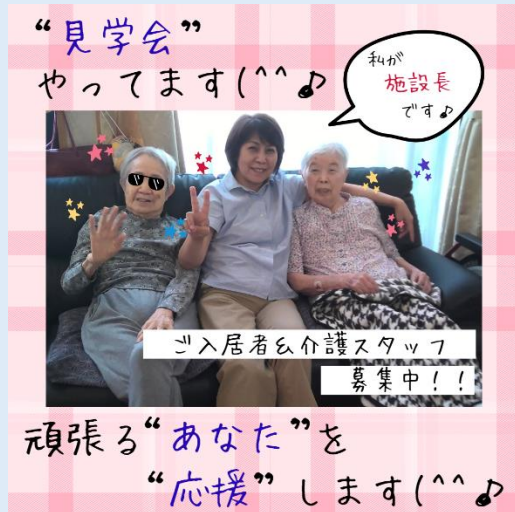 “見学会”
やってます(^^♪
私が
施設長
です♪
ご入居者&介護スタッフ
募集中！！
頑張る“あなた”を
“応援”します(^^♪